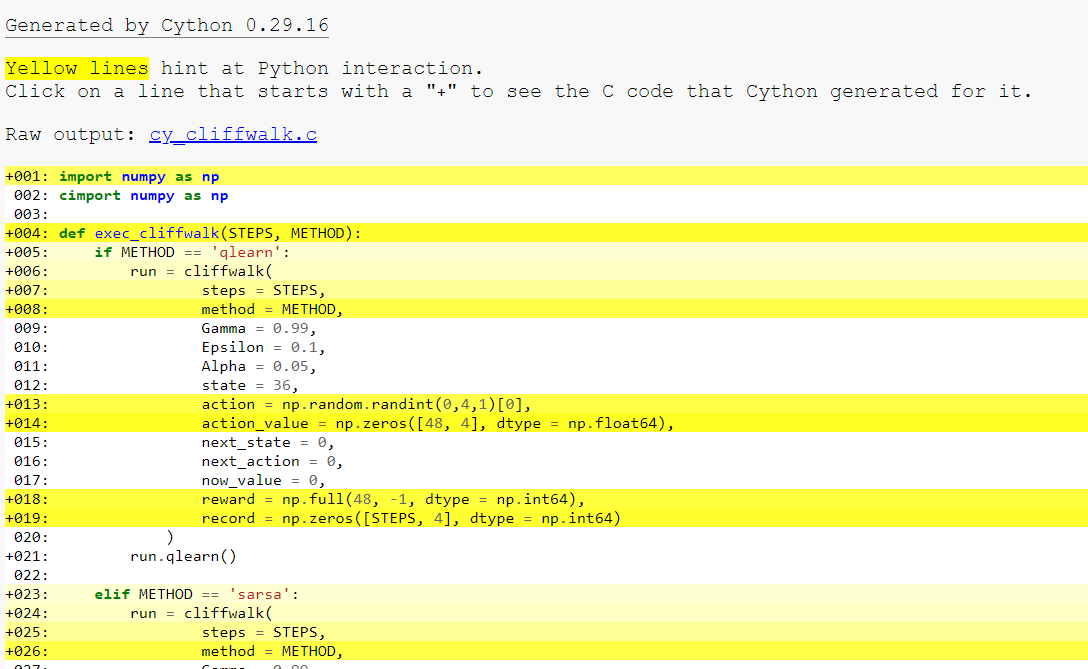 Generated by Cython 0.29.16
Yellow lines hint at Python interaction.
Click on a line that starts with a "+" to see the C code that Cython generated for it.
Raw output: cy_cliffwalk.c
+001: import numpy as np
 002: cimport numpy as np
 003:
+004: def exec_cliffwalk(STEPS, METHOD):
+005:     if METHOD == 'qlearn':
+006:         run = cliffwalk(
+007:                 steps = STEPS,
+008:                 method = METHOD,
 009:                 Gamma = 0.99,
 010:                 Epsilon = 0.1,
 011:                 Alpha = 0.05,
 012:                 state = 36,
+013:                 action = np.random.randint(0,4,1)[0],
+014:                 action_value = np.zeros([48, 4], dtype = np.float64),
 015:                 next_state = 0,
 016:                 next_action = 0,
 017:                 now_value = 0,
+018:                 reward = np.full(48, -1, dtype = np.int64),
+019:                 record = np.zeros([STEPS, 4], dtype = np.int64)
 020:             )
+021:         run.qlearn()
 022:
+023:     elif METHOD == 'sarsa':
+024:         run = cliffwalk(
+025:                 steps = STEPS,
+026:                 method = METHOD,
 027:                 Gamma = 0.99